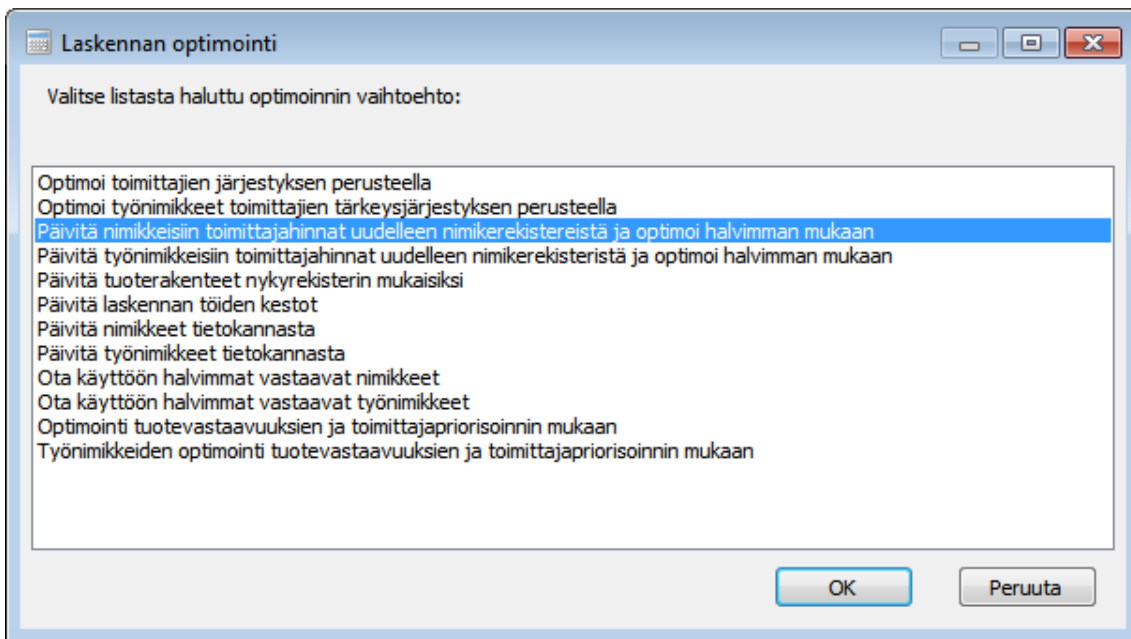 Laskennan optimointi
Valitse listasta haluttu optimoinnin vaihtoehto:
Optimoi toimittajien järjestyksen perusteella
Optimoi työnimikkeet toimittajien tärkeysjärjestyksen perusteella
Päivitä nimikkeisiin toimittajahinnat uudelleen nimikerekistereistä ja optimoi halvimman mukaan
Päivitä työnimikkeisiin toimittajahinnat uudelleen nimikerekisteristä ja optimoi halvimman mukaan
Päivitä tuoterakenteet nykyrekisterin mukaisiksi
Päivitä laskennan töiden kestot
Päivitä nimikkeet tietokannasta
Päivitä työnimikkeet tietokannasta
Ota käyttöön halvimmat vastaavat nimikkeet
Ota käyttöön halvimmat vastaavat työnimikkeet
Optimointi tuotevastaavuuksien ja toimittajapriorisoinnin mukaan
Työnimikkeiden optimointi tuotevastaavuuksien ja toimittajapriorisoinnin mukaan
OK Peruuta